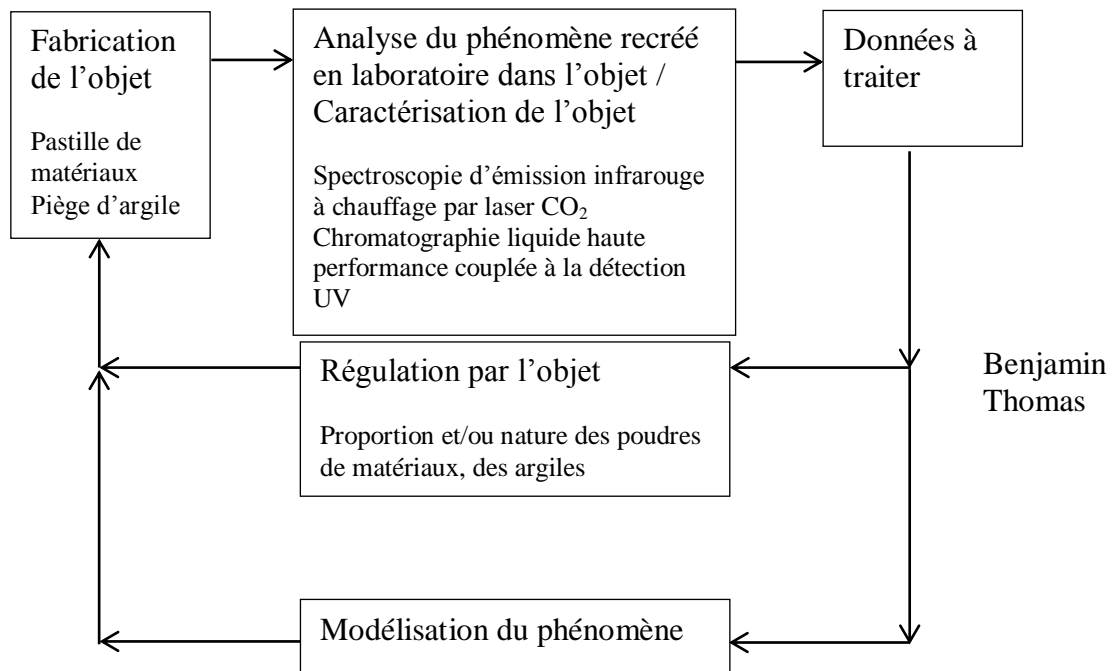 Fabrication
de l’objet
Pastille de
matériaux
Piège d’argile
Analyse du phénomène recréé
en laboratoire dans l’objet /
Caractérisation de l’objet
Spectroscopie d’émission infrarouge
à chauffage par laser CO₂
Chromatographie liquide haute
performance couplée à la détection
UV
Données à
traiter
Régulation par l’objet
Proportion et/ou nature des poudres
de matériaux, des argiles
Benjamin
Thomas
Modélisation du phénomène